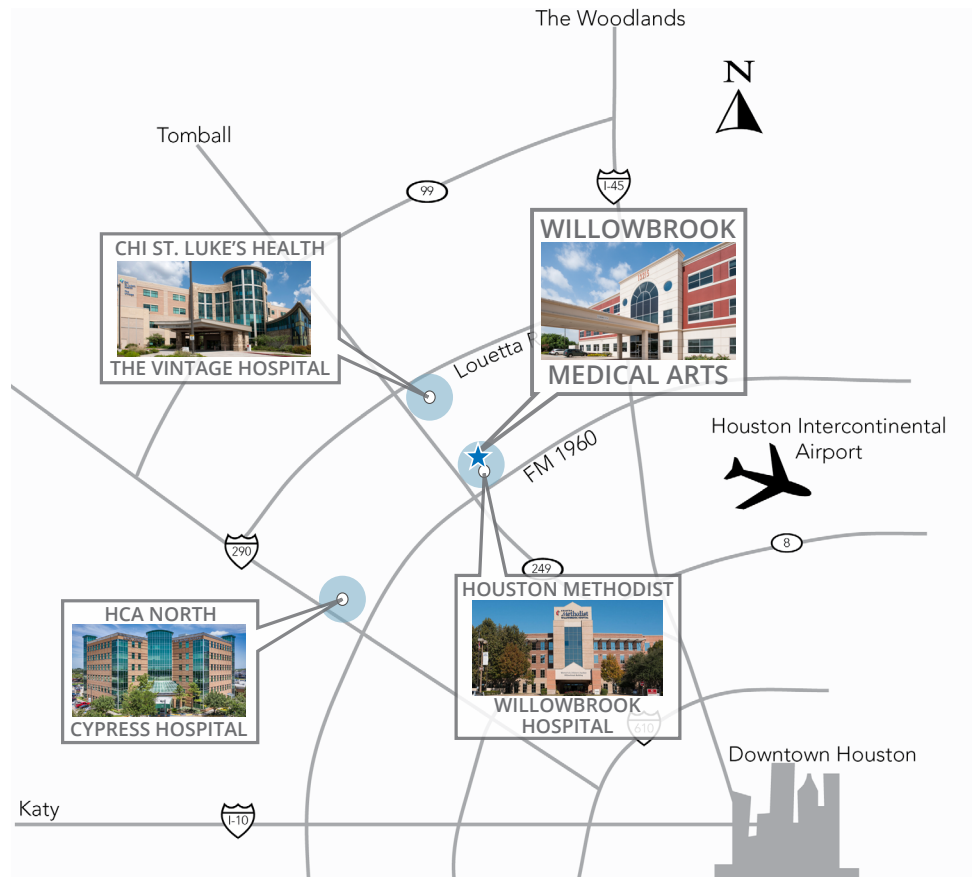 The Woodlands
N
Tomball
99
I-45
WILLOWBROOK
MEDICAL ARTS
CHI ST. LUKE'S HEALTH
THE VINTAGE HOSPITAL
Louetta R
FM 1960
Houston Intercontinental
Airport
8
290
249
HOUSTON METHODIST
Methodist
WILLOWBROOK
HOSPITAL
HCA NORTH
CYPRESS HOSPITAL
610
Downtown Houston
Katy
I-10